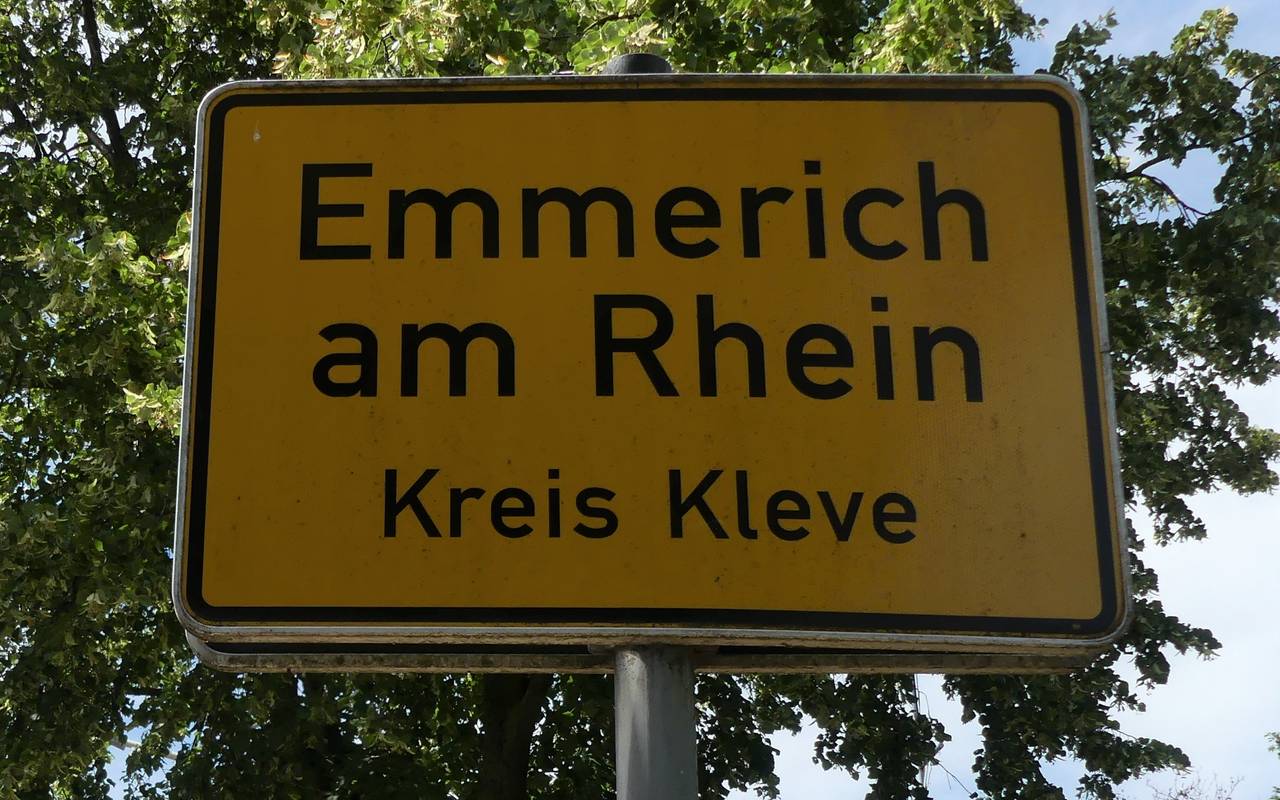 Emmerich
am Rhein
Kreis Kleve